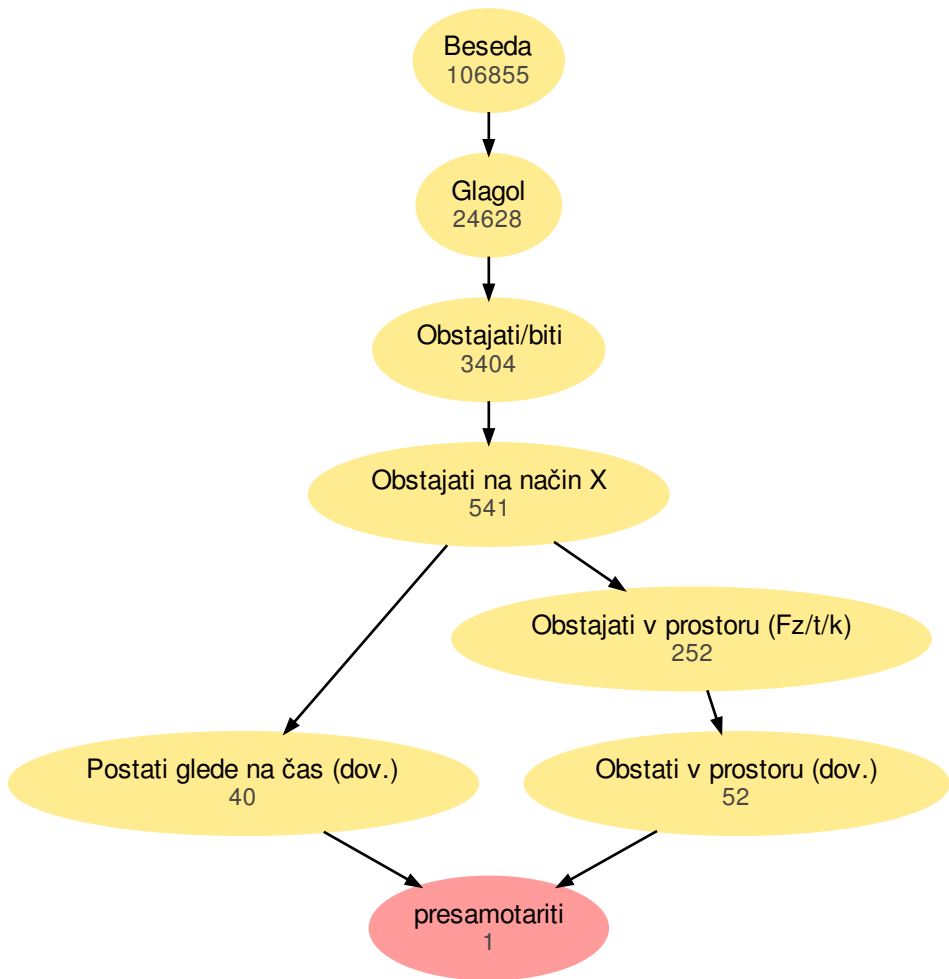 Beseda
106855
Glagol
24628
Obstajati/biti
3404
Obstajati na način X
541
Obstajati v prostoru (Fz/t/k)
252
Postati glede na čas (dov.)
40
Obstati v prostoru (dov.)
52
presamotariti
1